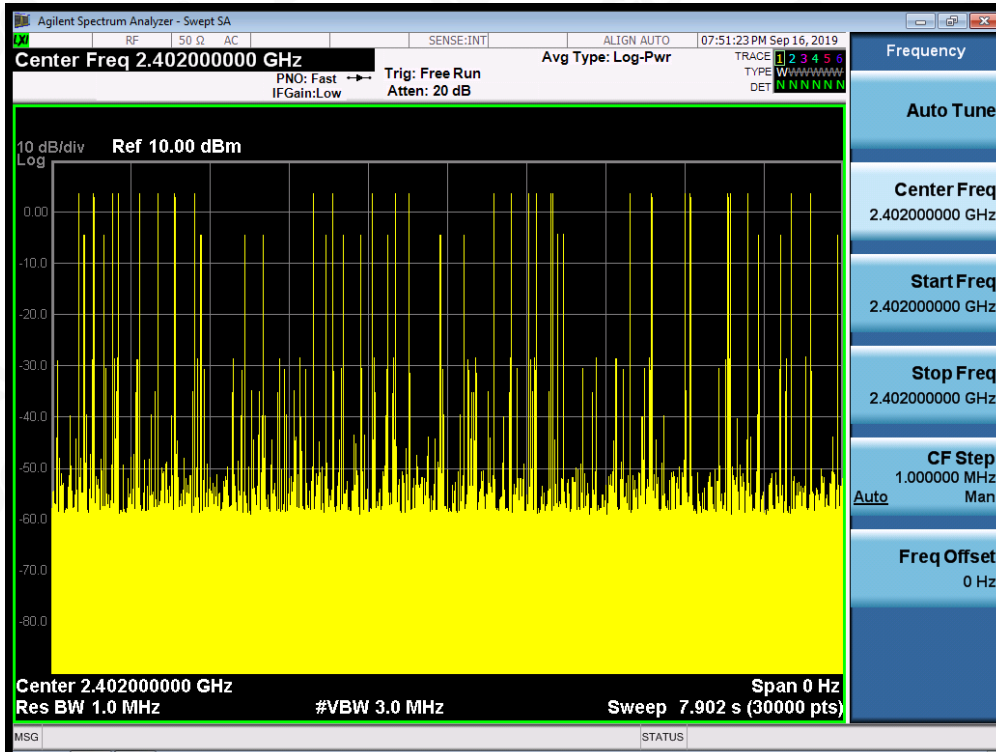 Agilent Spectrum Analyzer - Swept SA
LXI RF 50 Ω AC SENSE:INT ALIGN AUTO 07:51:23 PM Sep 16, 2019
Center Freq 2.402000000 GHz
PNO: Fast
IFGain:Low
Trig: Free Run
Atten: 20 dB
Avg Type: Log-Pwr
TRACE 1 2 3 4 5 6
TYPE WWWWWWW
DET N N N N N N
10 dB/div Ref 10.00 dBm
Log
0.00
-10.0
-20.0
-30.0
-40.0
-50.0
-60.0
-70.0
-80.0
Center 2.402000000 GHz Span 0 Hz
Res BW 1.0 MHz #VBW 3.0 MHz Sweep 7.902 s (30000 pts)
MSG STATUS
Frequency
Auto Tune
Center Freq
2.402000000 GHz
Start Freq
2.402000000 GHz
Stop Freq
2.402000000 GHz
CF Step
1.000000 MHz
Auto Man
Freq Offset
0 Hz